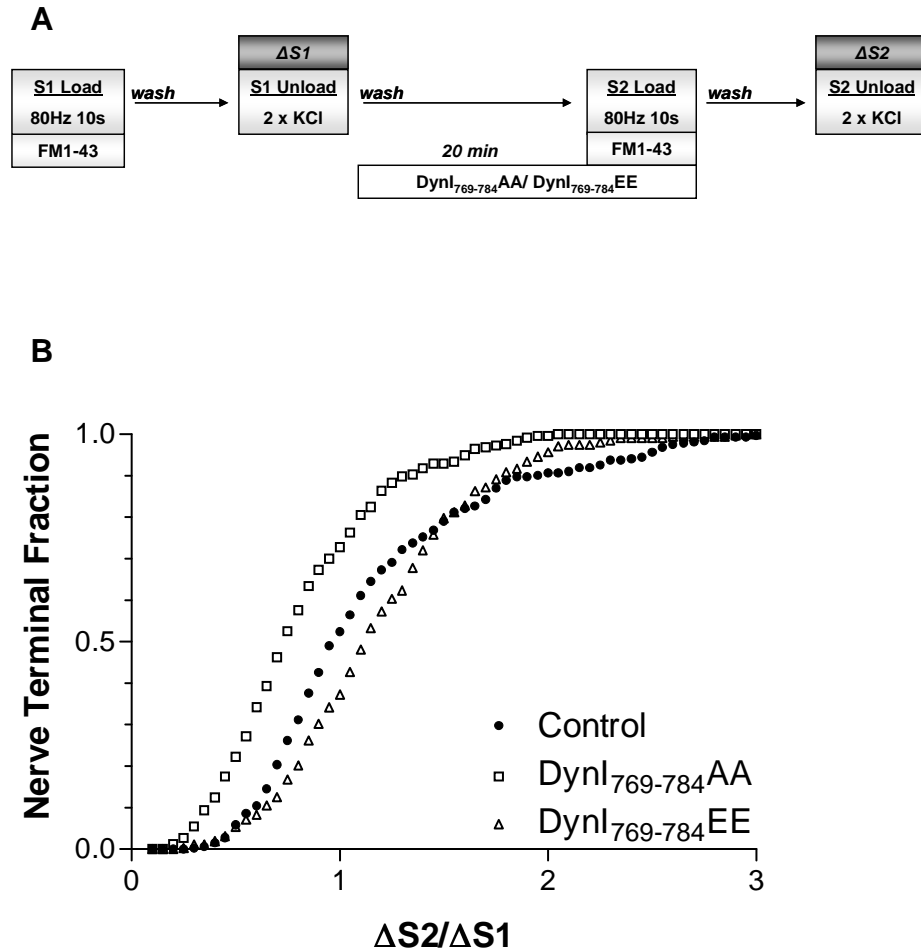 A
ΔS1
ΔS2
S1 Load
wash
S1 Unload
wash
S2 Load
wash
S2 Unload
80Hz 10s
2 x KCl
80Hz 10s
2 x KCl
FM1-43
20 min
FM1-43
DynI769-784AA/ DynI769-784EE
B
Nerve Terminal Fraction
1.0
0.5
0.0
Control
DynI769-784AA
DynI769-784EE
0 1 2 3
ΔS2/ΔS1